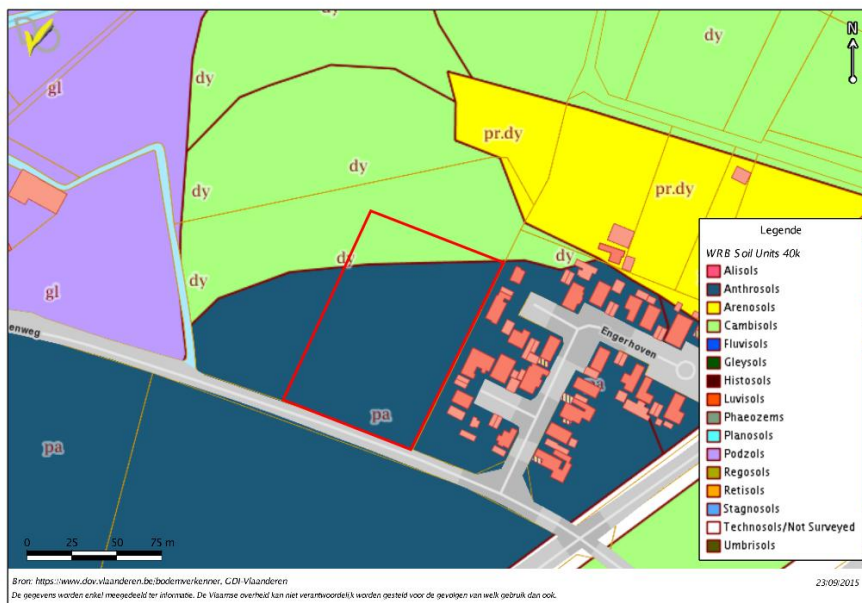 N
gl
dy
dy
dy
dy
pr.dy
dy
pr.dy
dy
dy
dy
gl
enweg
pa
pa
pa
Engerhoven
Legende
WRB Soil Units 40k
Alisols
Anthrosols
Arenosols
Cambisols
Fluvisols
Gleysols
Histosols
Luvisols
Phaeozems
Planosols
Podzols
Regosols
Retisols
Stagnosols
Technosols/Not Surveyed
Umbrisols
0 25 50 75 m
Bron: https://www.dov.vlaanderen.be/bodemverkenner, GDI-Vlaanderen
23/09/2015
De gegevens worden enkel meegedeeld ter informatie. De Vlaamse overheid kan niet verantwoordelijk worden gesteld voor de gevolgen van welk gebruik dan ook.